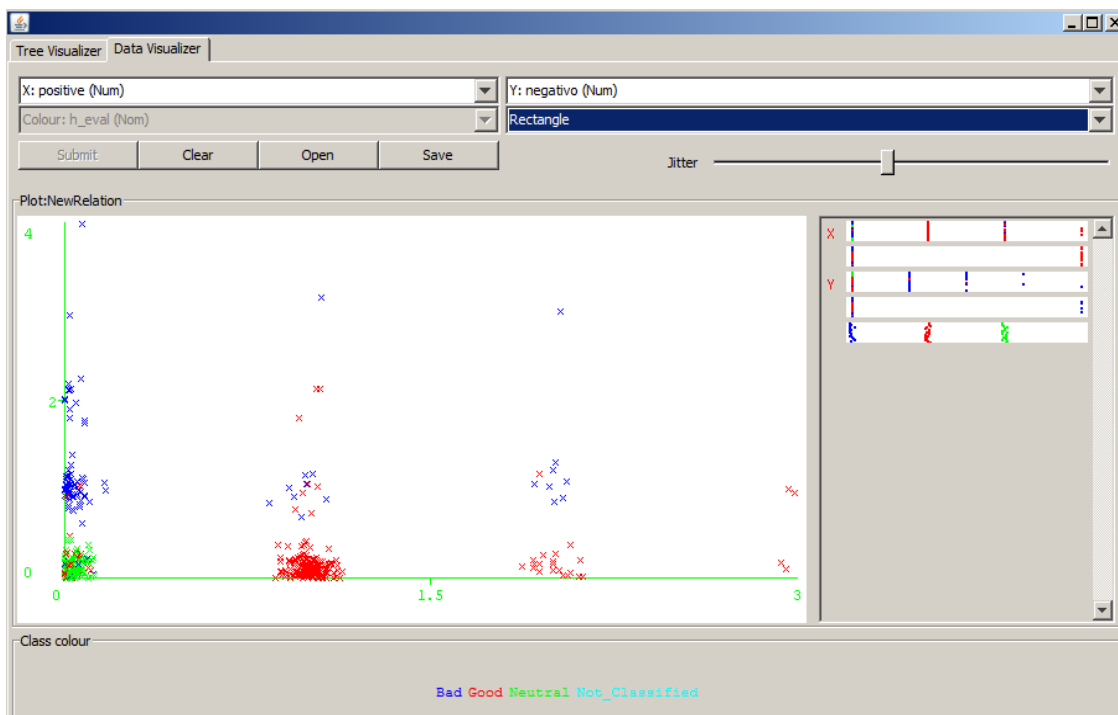 Tree Visualizer Data Visualizer
X: positive (Num) Y: negativo (Num)
Colour: h_eval (Nom) Rectangle
Submit Clear Open Save Jitter
Plot:NewRelation
4
2
0
0 1.5 3
X
Y
Class colour
Bad Good Neutral Not_Classified